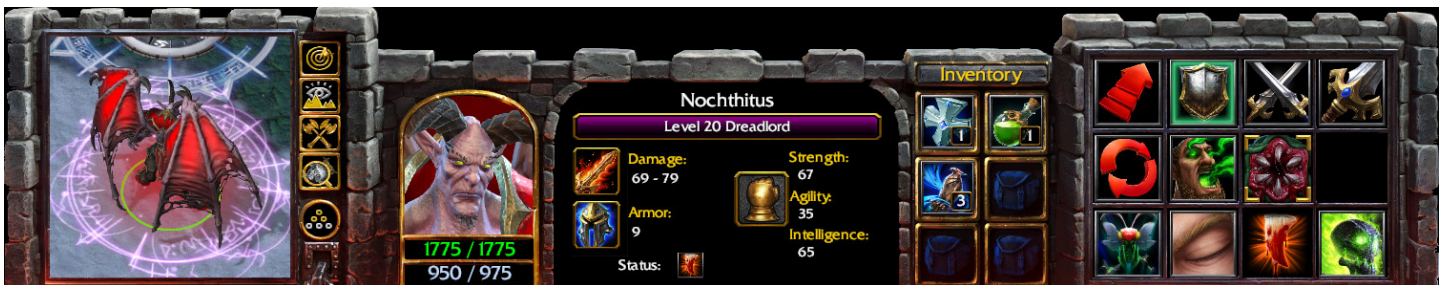 Nochthitus
Level 20 Dreadlord
Damage:
69 - 79
Armor:
9
Status:
Strength:
67
Agility:
35
Intelligence:
65
1775 / 1775
950 / 975
Inventory
1
1
3